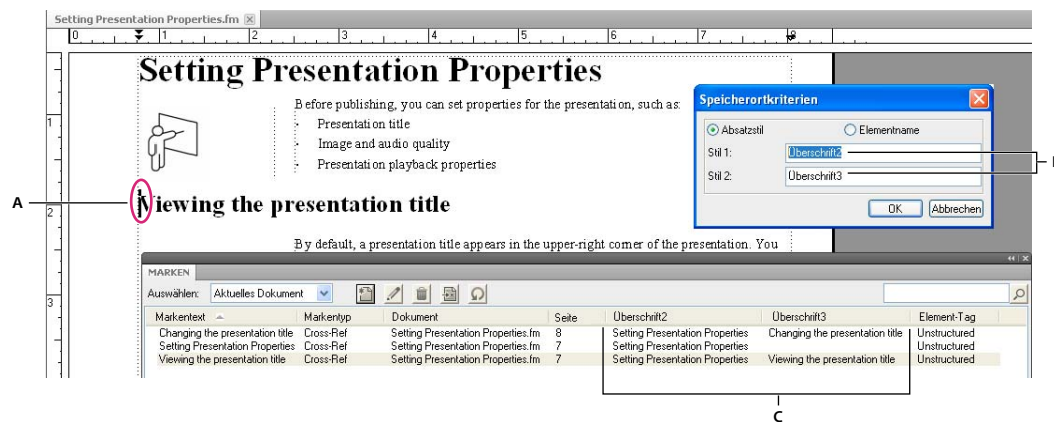 Setting Presentation Properties.fm
0 1 2 3 4 5 6 7 8
Setting Presentation Properties
Before publishing, you can set properties for the presentation, such as:
Presentation title
Image and audio quality
Presentation playback properties
1
A
2
Viewing the presentation title
By default, a presentation title appears in the upper-right corner of the presentation. You
3
Speicherortkriterien
Absatzstil Elementname
Stil 1: Überschrift2
Stil 2: Überschrift3
OK Abbrechen
MARKEN
Auswählen: Aktuelles Dokument
Markentext Markentyp Dokument Seite Überschrift2 Überschrift3 Element-Tag
Changing the presentation title Cross-Ref Setting Presentation Properties.fm 8 Setting Presentation Properties Changing the presentation title Unstructured
Setting Presentation Properties Cross-Ref Setting Presentation Properties.fm 7 Setting Presentation Properties Unstructured
Viewing the presentation title Cross-Ref Setting Presentation Properties.fm 7 Setting Presentation Properties Viewing the presentation title Unstructured
C